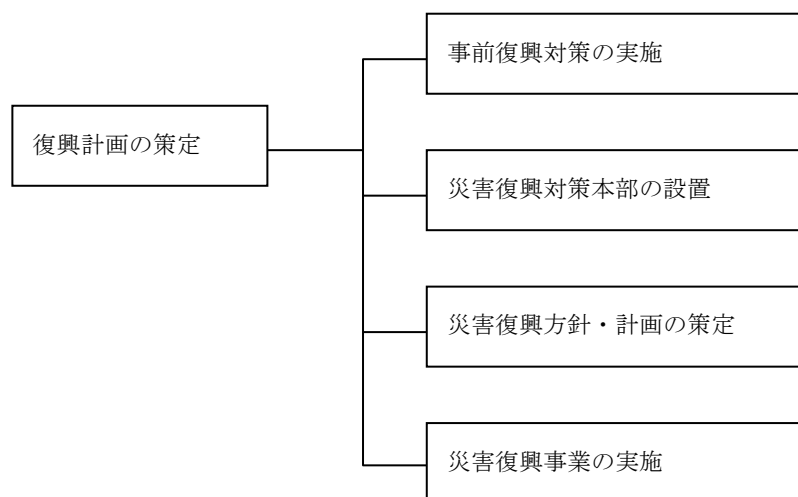 事前復興対策の実施
復興計画の策定
災害復興対策本部の設置
災害復興方針・計画の策定
災害復興事業の実施